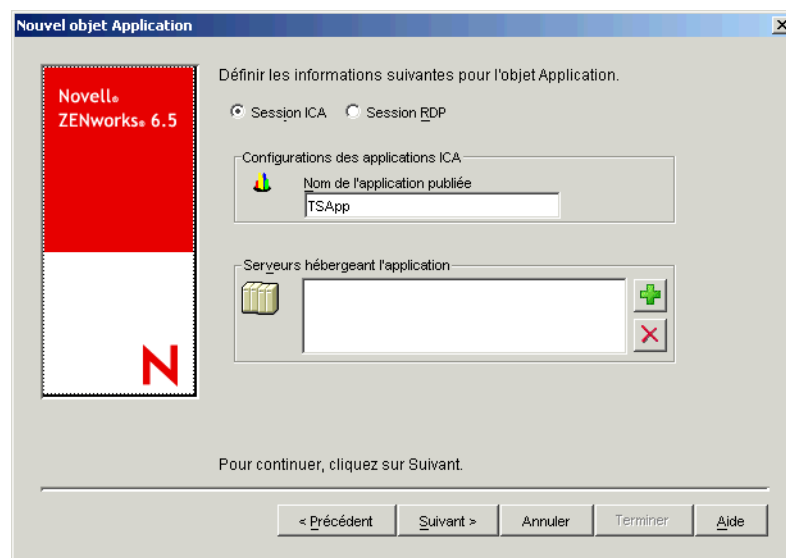 Nouvel objet Application
Novell®
ZENworks® 6.5
Définir les informations suivantes pour l'objet Application.
Session ICA
Session RDP
Configurations des applications ICA
Nom de l'application publiée
TSApp
Serveurs hébergeant l'application
N
Pour continuer, cliquez sur Suivant.
< Précédent
Suivant >
Annuler
Terminer
Aide